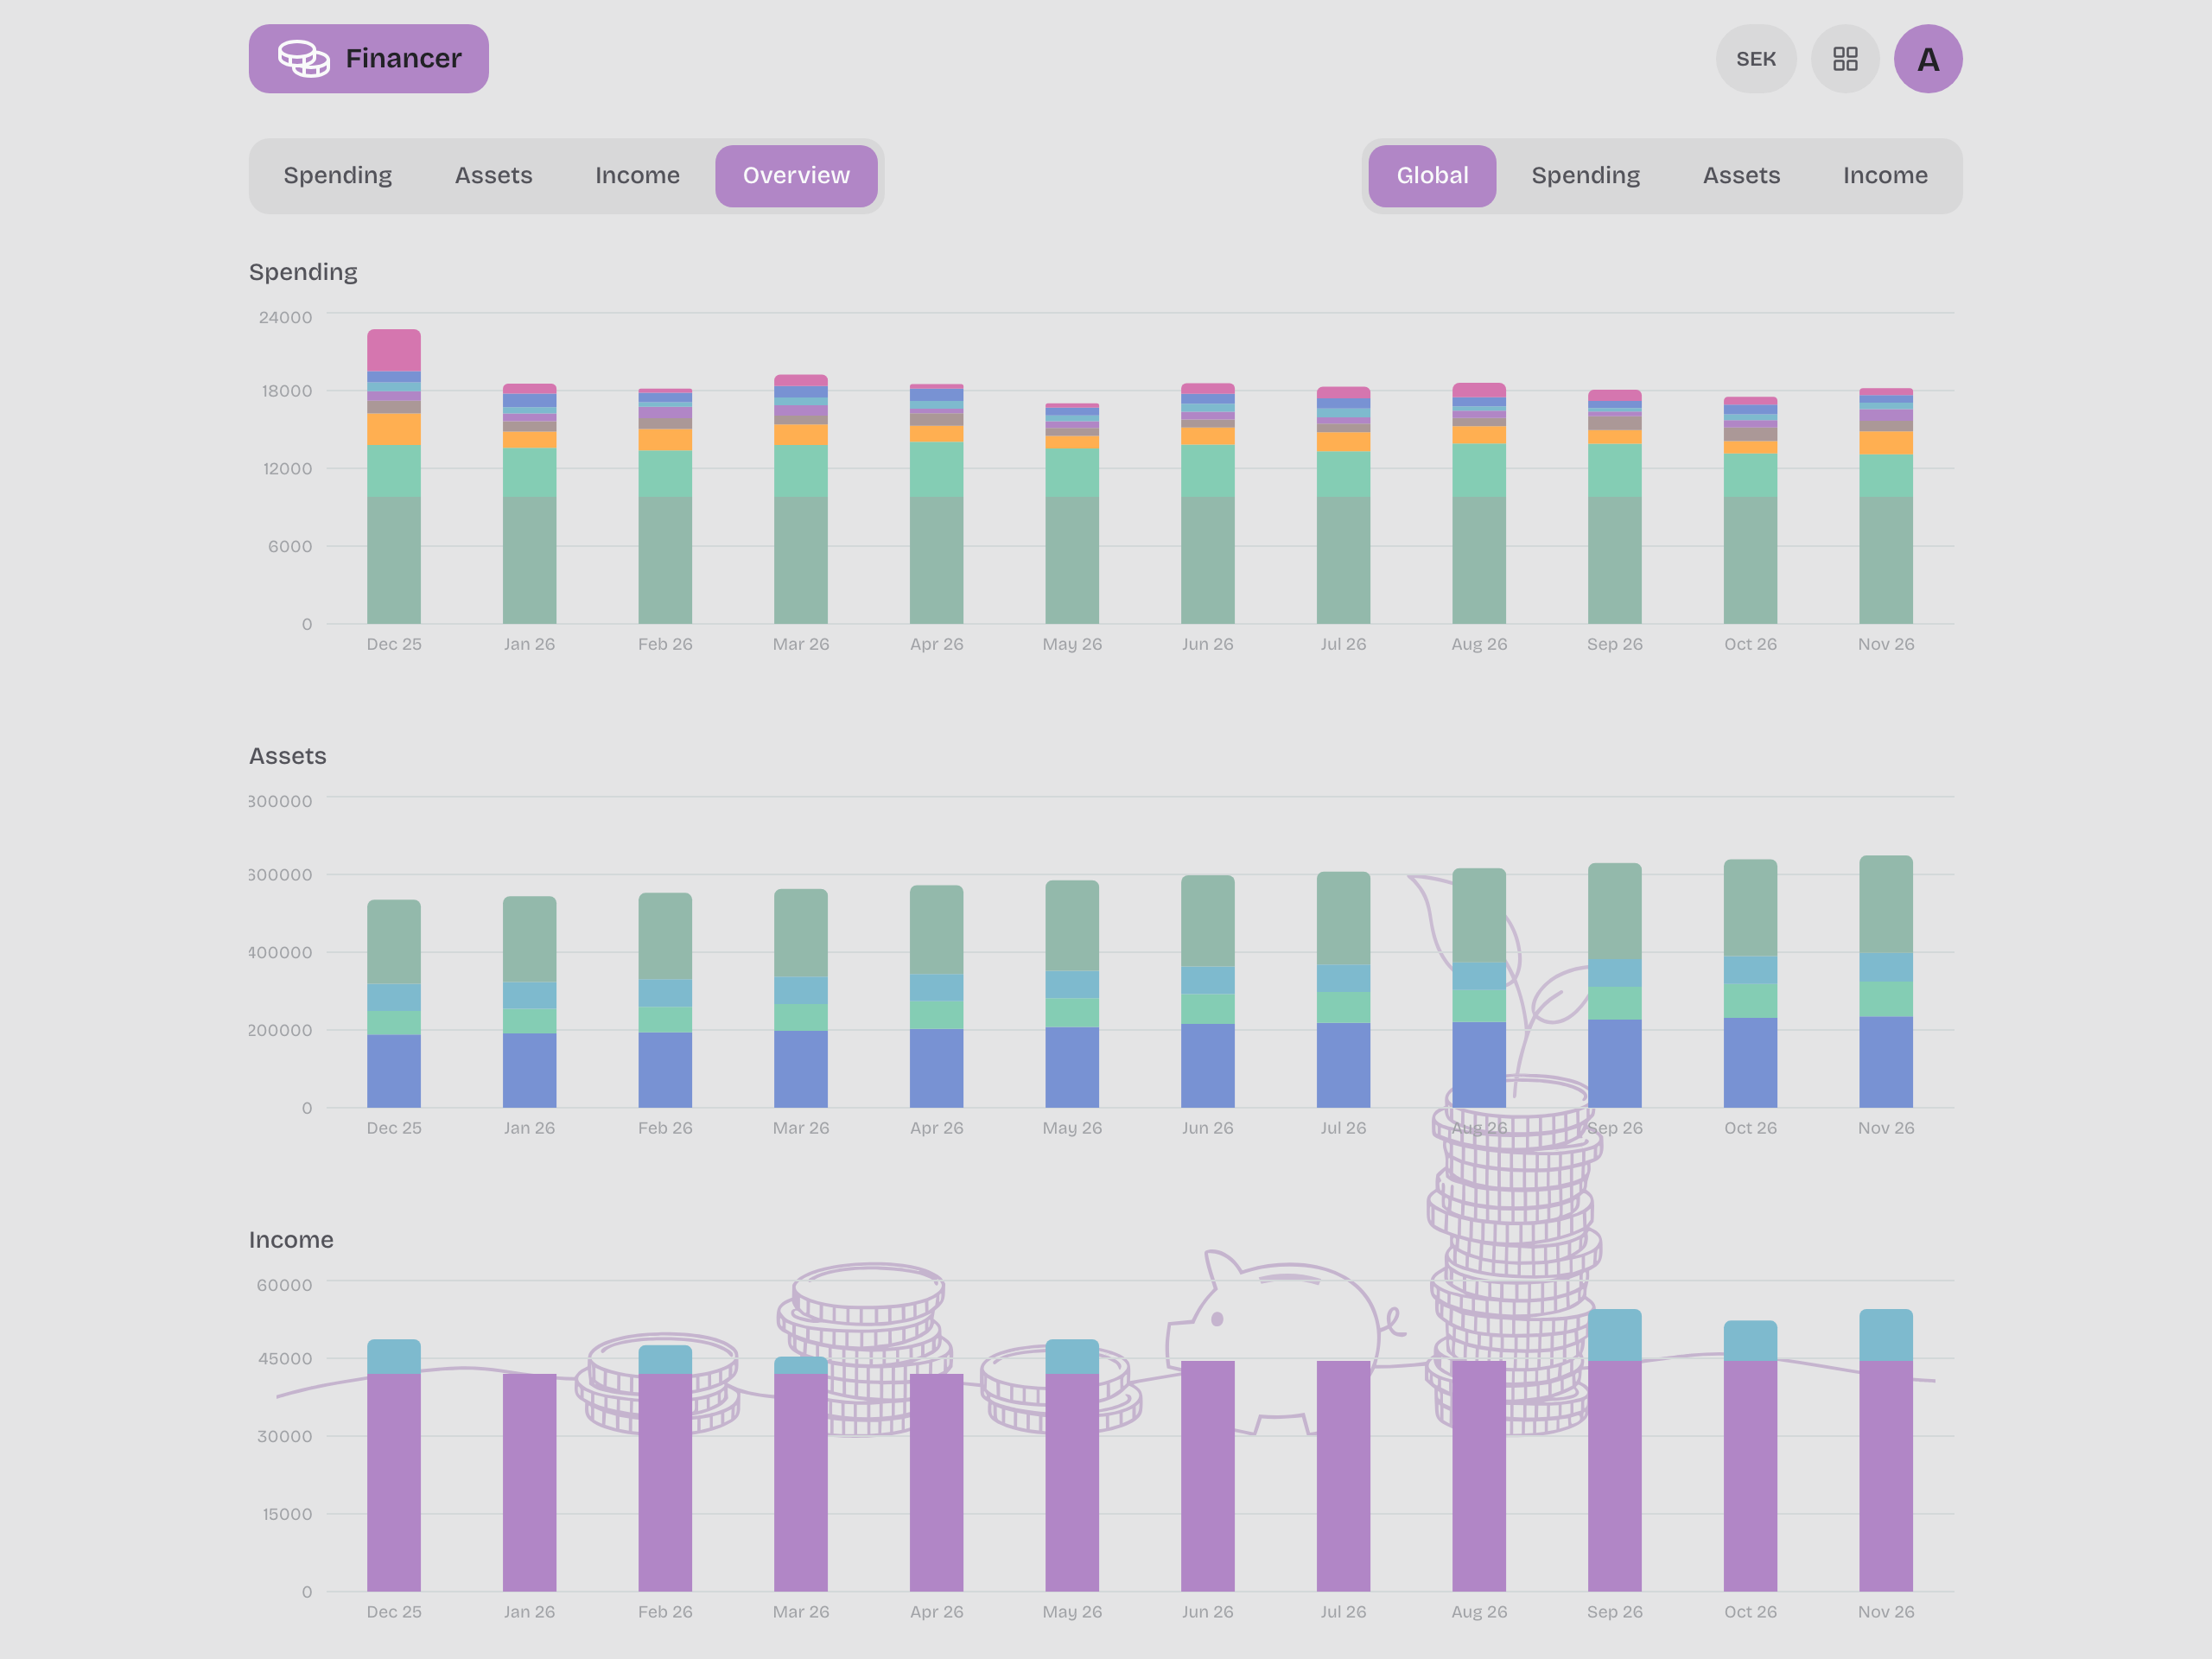 Financer
SEK
A
Spending Assets Income Overview
Global Spending Assets Income
Spending
24000
18000
12000
6000
0
Dec 25 Jan 26 Feb 26 Mar 26 Apr 26 May 26 Jun 26 Jul 26 Aug 26 Sep 26 Oct 26 Nov 26
Assets
800000
600000
400000
200000
0
Dec 25 Jan 26 Feb 26 Mar 26 Apr 26 May 26 Jun 26 Jul 26 Aug 26 Sep 26 Oct 26 Nov 26
Income
60000
45000
30000
15000
0
Dec 25 Jan 26 Feb 26 Mar 26 Apr 26 May 26 Jun 26 Jul 26 Aug 26 Sep 26 Oct 26 Nov 26